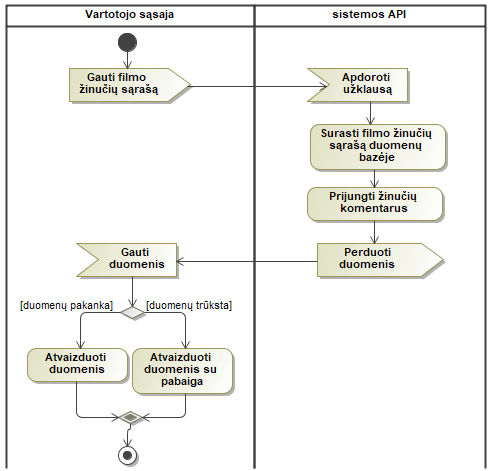 Vartotojo sąsaja
sistemos API
Gauti filmo
žinučių sąrašą
Apdoroti
užklausą
Surasti filmo žinučių
sąrašą duomenų
bazėje
Prijungti žinučių
komentarus
Gauti
duomenis
Perduoti
duomenis
[duomenų pakanka]
[duomenų trūksta]
Atvaizduoti
duomenis
Atvaizduoti
duomenis su
pabaiga